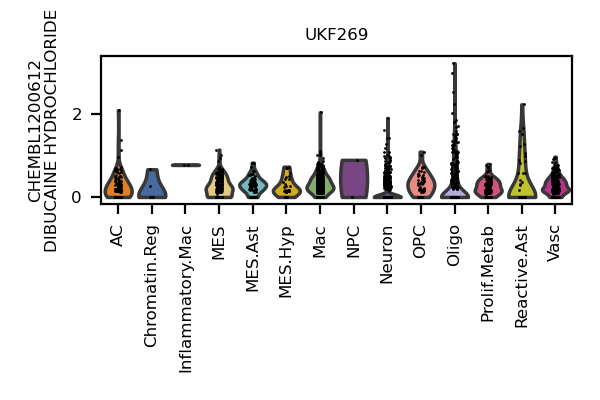 UKF269
CHEMBL1200612
DIBUCAINE HYDROCHLORIDE
2
0
AC
Chromatin.Reg
Inflammatory.Mac
MES
MES.Ast
MES.Hyp
Mac
NPC
Neuron
OPC
Oligo
Prolif.Metab
Reactive.Ast
Vasc